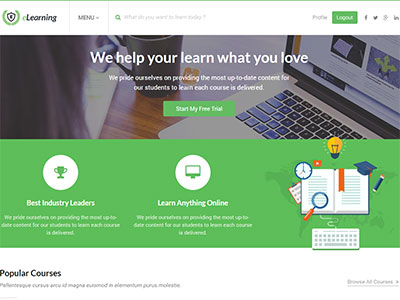 eLearning
MENU
What do you want to learn today ?
Profile
Logout
We help your learn what you love
We pride ourselves on providing the most up-to-date content for
our students to learn each course is delivered.
Start My Free Trial
Best Industry Leaders
We pride ourselves on providing the most up-to-
date content for our students to learn each course
is delivered.
Learn Anything Online
We pride ourselves on providing the most up-to-
date content for our students to learn each course
is delivered.
Popular Courses
Pellentesque cursus arcu id magna euismod in elementum purus molestie.
Browse All Courses